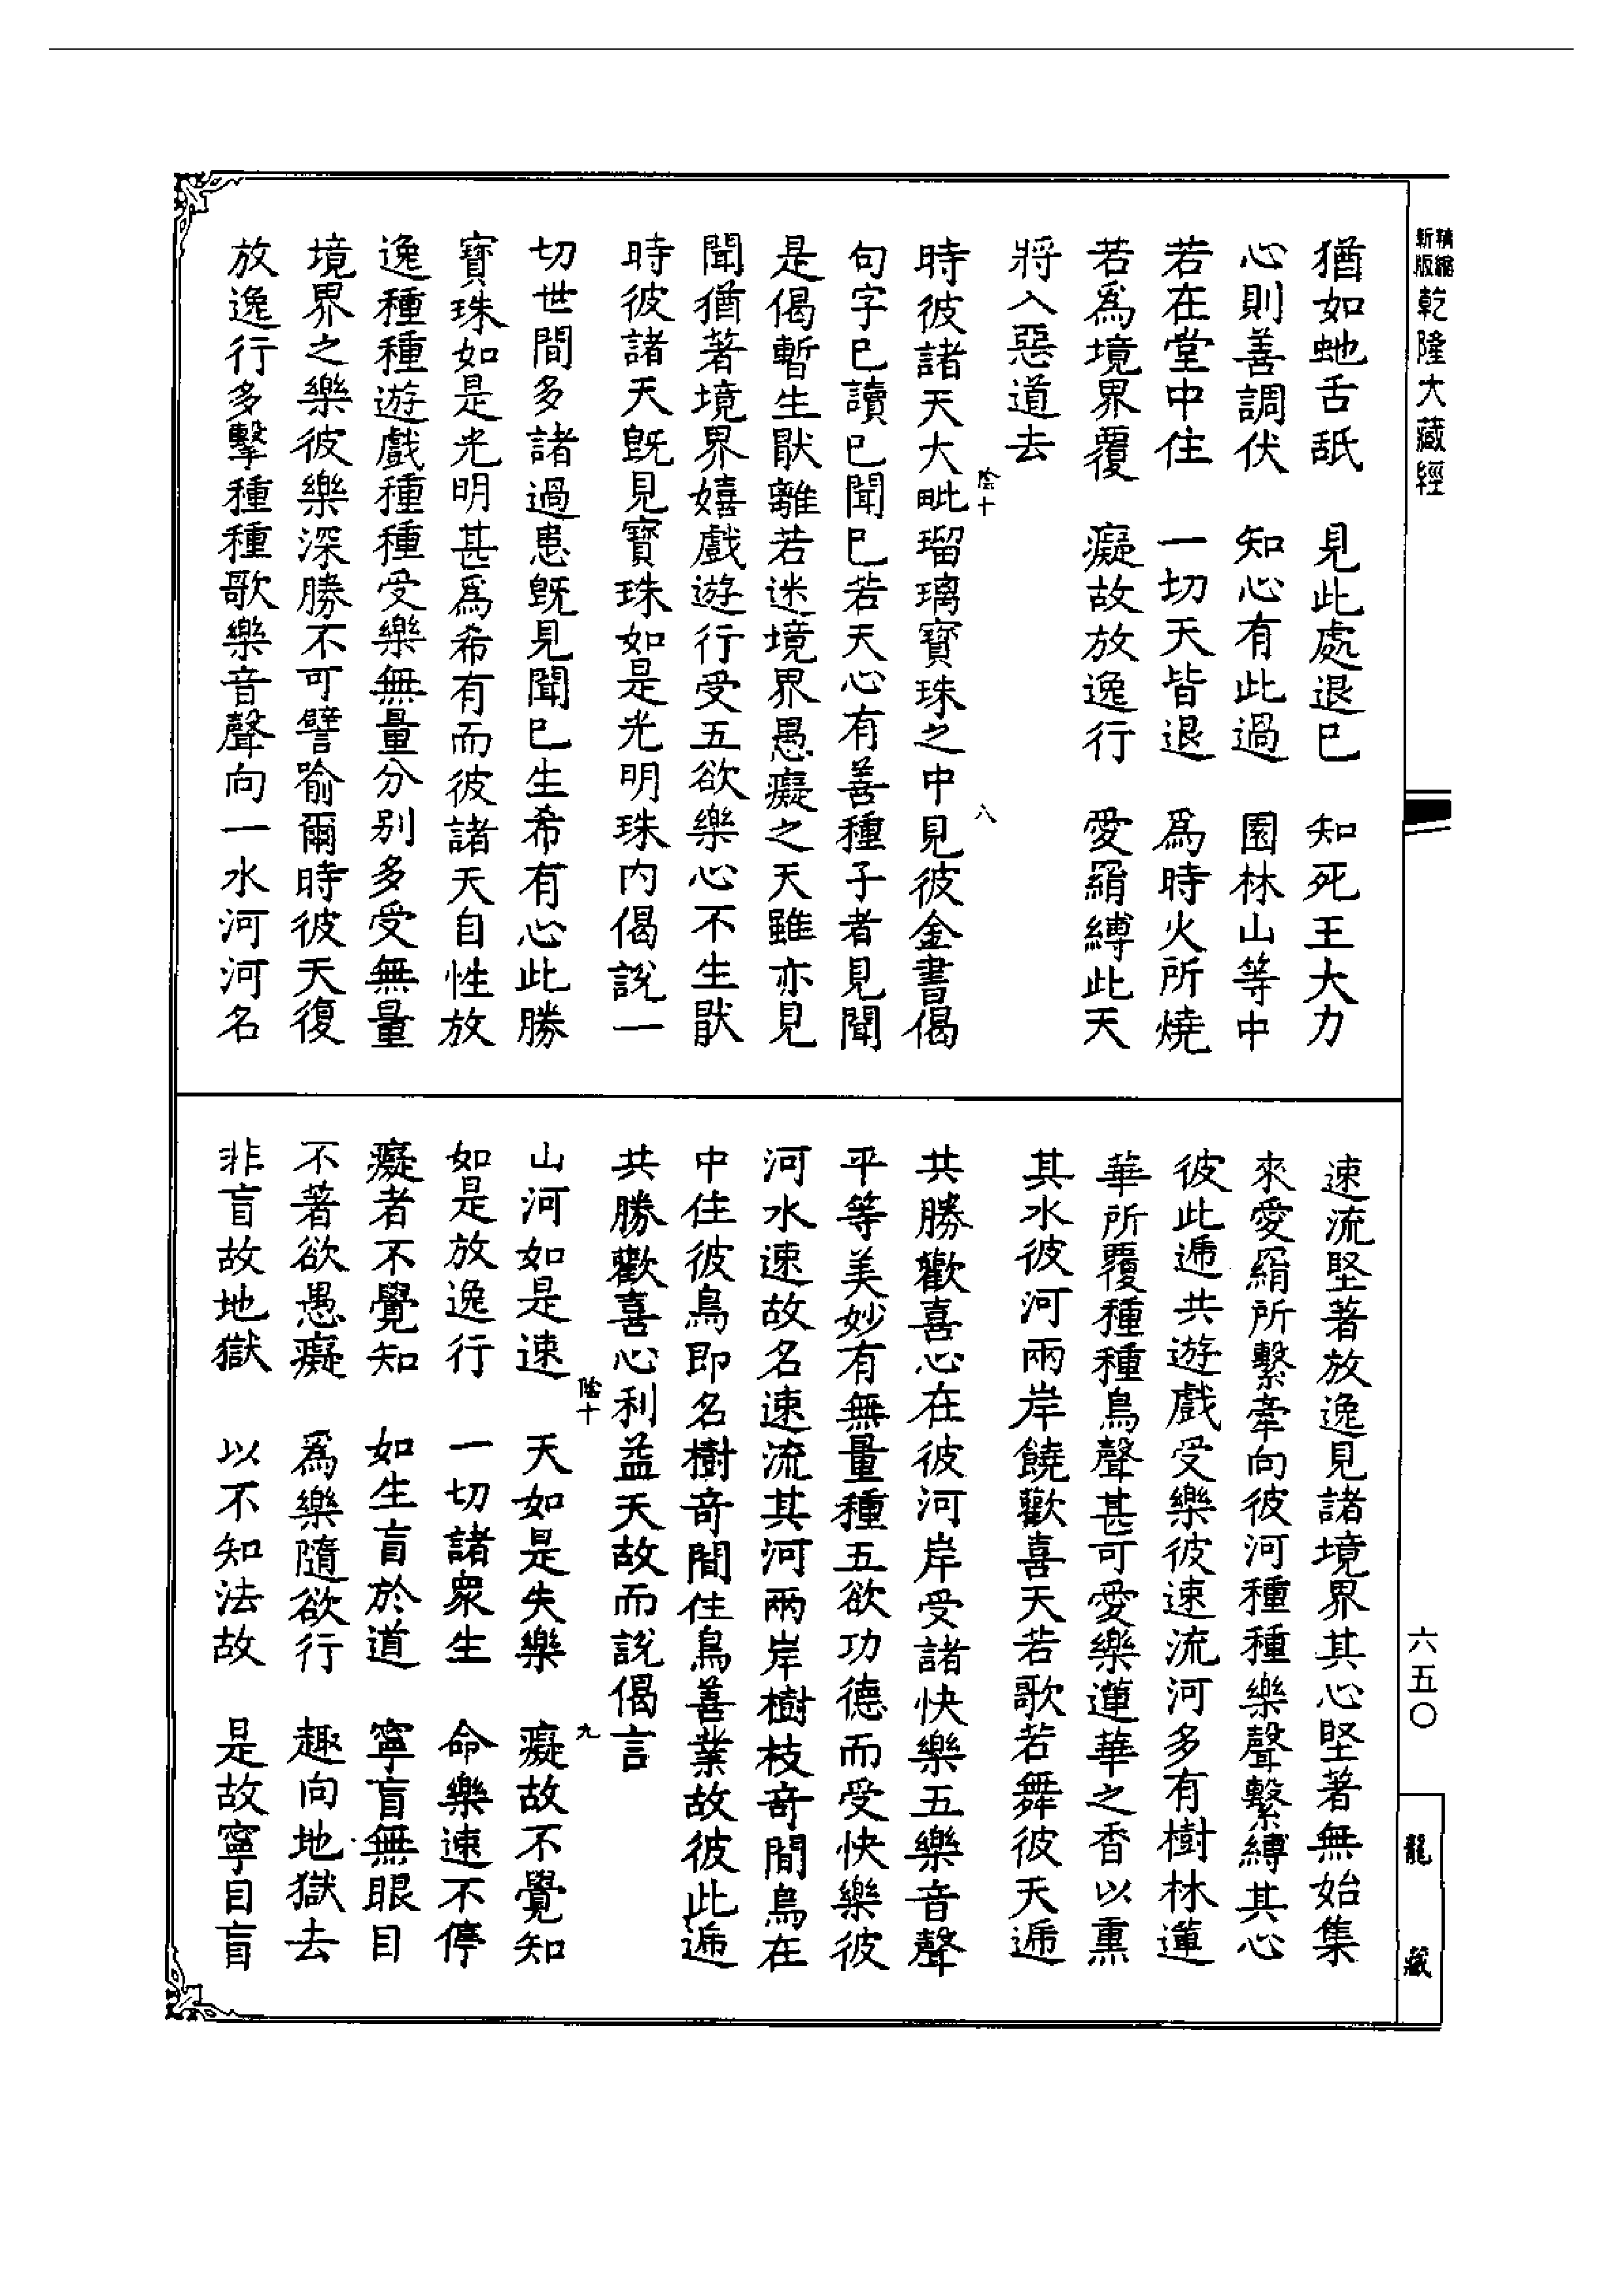 精縮新版乾隆大藏經
猶如虵舌舐　見此處退巳　知死王大力
心則善調伏　知心有此過　園林山等中
若在堂中住　一切天皆退　爲時火所燒
若爲境界覆　癡故放逸行　愛羂縛此天
將入惡道去
陰十
八
時彼諸天大毗瑠璃寶珠之中見彼金書偈
句字巳讀巳聞巳若天心有善種子者見聞
是偈暫生猒離若迷境界愚癡之天雖亦見
聞猶著境界嬉戲遊行受五欲樂心不生猒
時彼諸天旣見寶珠如是光明珠内偈說一
切世間多諸過患旣見聞巳生希有心此勝
寶珠如是光明甚爲希有而彼諸天自性放
逸種種遊戲種種受樂無量分别多受無量
境界之樂彼樂深勝不可譬喻爾時彼天復
放逸行多擊種種歌樂音聲向一水河河名
速流堅著放逸見諸境界其心堅著無始集
來愛羂所繫牽向彼河種種樂聲繫縛其心
彼此遞共遊戲受樂彼速流河多有樹林蓮
華所覆種種鳥聲甚可愛樂蓮華之香以熏
其水彼河兩岸饒歡喜天若歌若舞彼天遞
共勝歡喜心在彼河岸受諸快樂五樂音聲
平等美妙有無量種五欲功德而受快樂彼
河水速故名速流其河兩岸樹枝竒間鳥在
中住彼鳥即名樹竒間住鳥善業故彼此遞
共勝歡喜心利益天故而說偈言
陰十
九
山河如是速　天如是失樂　癡故不覺知
如是放逸行　一切諸衆生　命樂速不停
癡者不覺知　如生盲於道　寧盲無眼目
不著欲愚癡　爲樂隨欲行　趣向地獄去
非盲故地獄　以不知法故　是故寧目盲
六五〇
龍藏